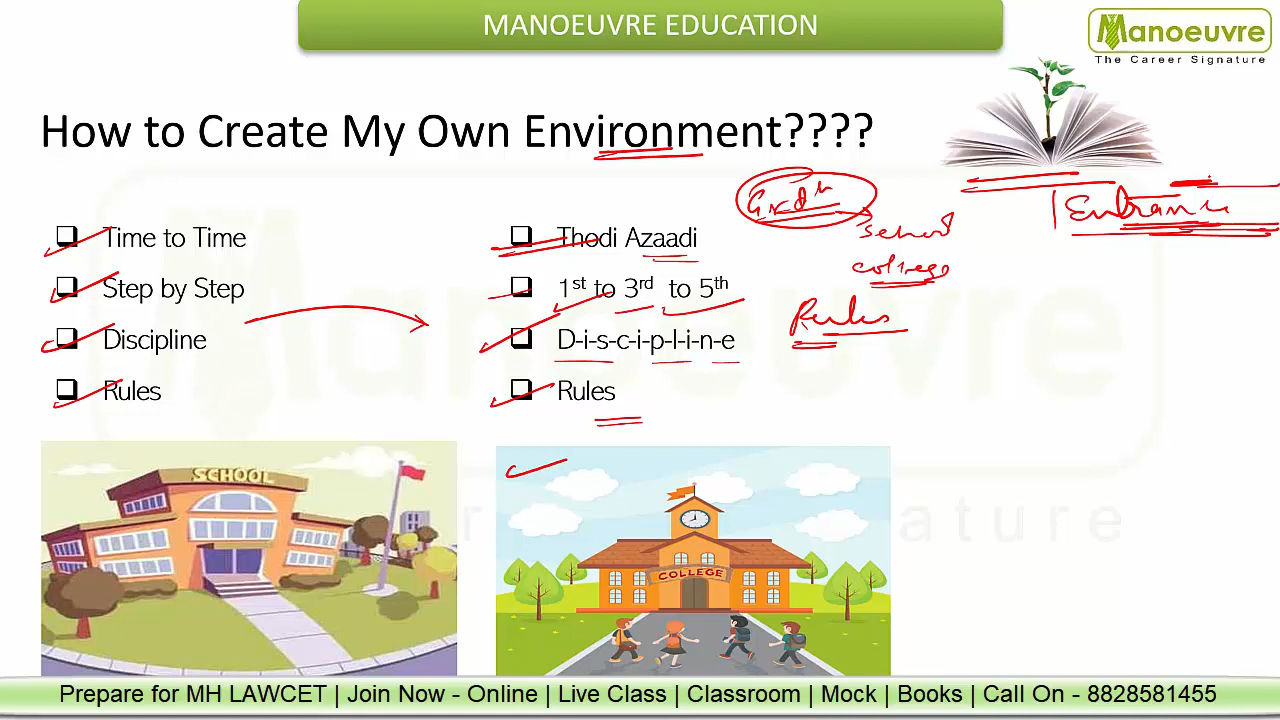 MANOEUVRE EDUCATION
Manoeuvre
The Career Signature
How to Create My Own Environment????
Time to Time
Step by Step
Discipline
Rules
Thodi Azaadi
1st to 3rd to 5th
D-i-s-c-i-p-l-i-n-e
Rules
school
college
Rules
Entrance
SCHOOL
COLLEGE
Prepare for MH LAWCET | Join Now - Online | Live Class | Classroom | Mock | Books | Call On - 8828581455